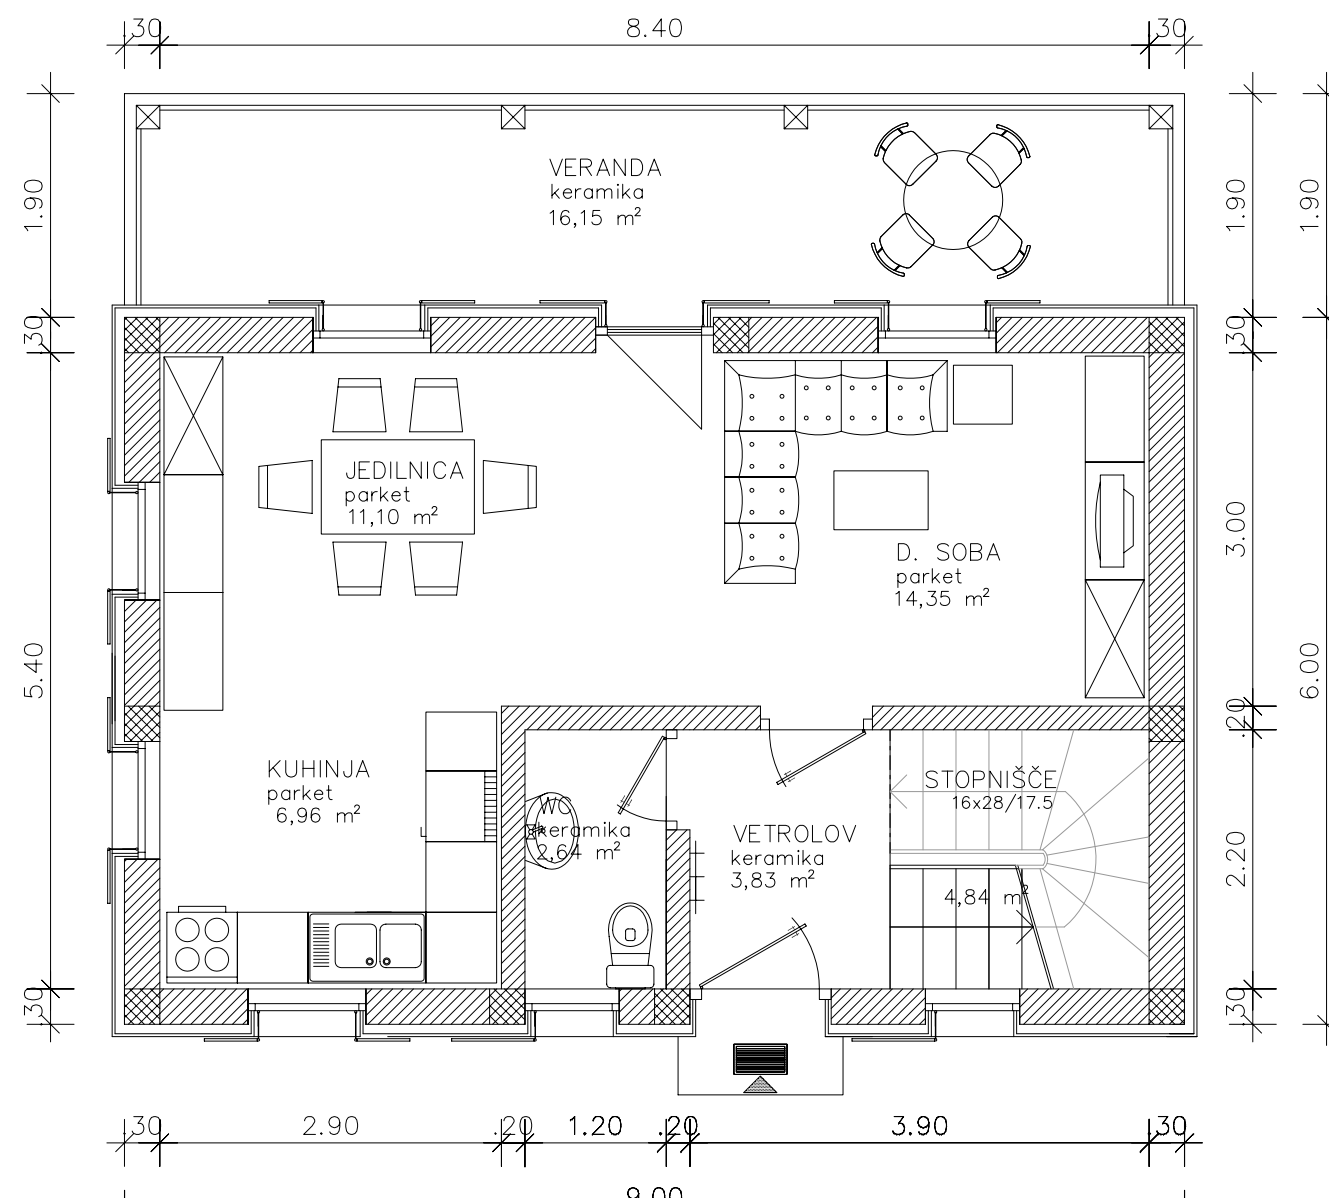 .30 8.40 .30
VERANDA
keramika
16,15 m²
1.90 1.90 1.90
.30 .30
JEDILNICA
parket
11,10 m²
3.00
D. SOBA
parket
14,35 m²
5.40 6.00
.20
KUHINJA
parket
6,96 m²
STOPNIŠČE
16x28/17.5
WC
keramika
2,64 m²
VETROLOV
keramika
3,83 m²
2.20
4,84 m²
.30 .30
.30 2.90 .20 1.20 .20 3.90 .30
9.00